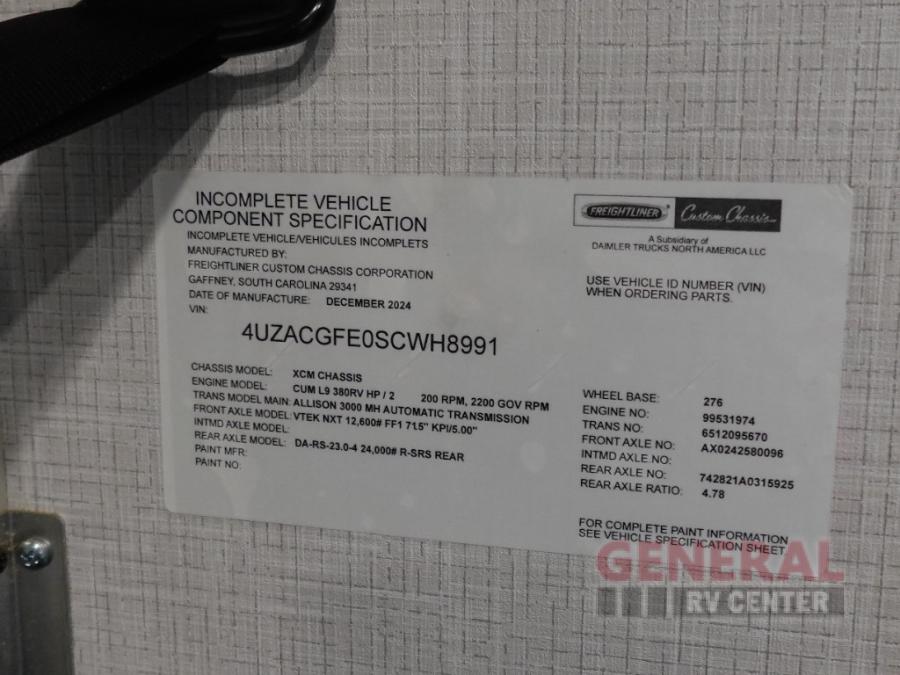 INCOMPLETE VEHICLE
COMPONENT SPECIFICATION
INCOMPLETE VEHICLE/VEHICULES INCOMPLETS
MANUFACTURED BY:
FREIGHTLINER CUSTOM CHASSIS CORPORATION
GAFFNEY, SOUTH CAROLINA 29341
DATE OF MANUFACTURE: DECEMBER 2024
VIN:
4UZACGFE0SCWH8991
CHASSIS MODEL: XCM CHASSIS
ENGINE MODEL: CUM L9 380RV HP / 2 200 RPM, 2200 GOV RPM
TRANS MODEL MAIN: ALLISON 3000 MH AUTOMATIC TRANSMISSION
FRONT AXLE MODEL: VTEK NXT 12,600# FF1 71.5" KPI/5.00"
INTMD AXLE MODEL:
REAR AXLE MODEL: DA-RS-23.0-4 24,000# R-SRS REAR
PAINT MFR:
PAINT NO:
FREIGHTLINER Custom Chassis
A Subsidiary of
DAIMLER TRUCKS NORTH AMERICA LLC
USE VEHICLE ID NUMBER (VIN)
WHEN ORDERING PARTS.
WHEEL BASE: 276
ENGINE NO: 99531974
TRANS NO: 6512095670
FRONT AXLE NO: AX0242580096
INTMD AXLE NO:
REAR AXLE NO: 742821A0315925
REAR AXLE RATIO: 4.78
FOR COMPLETE PAINT INFORMATION
SEE VEHICLE SPECIFICATION SHEET
GENERAL
RV CENTER